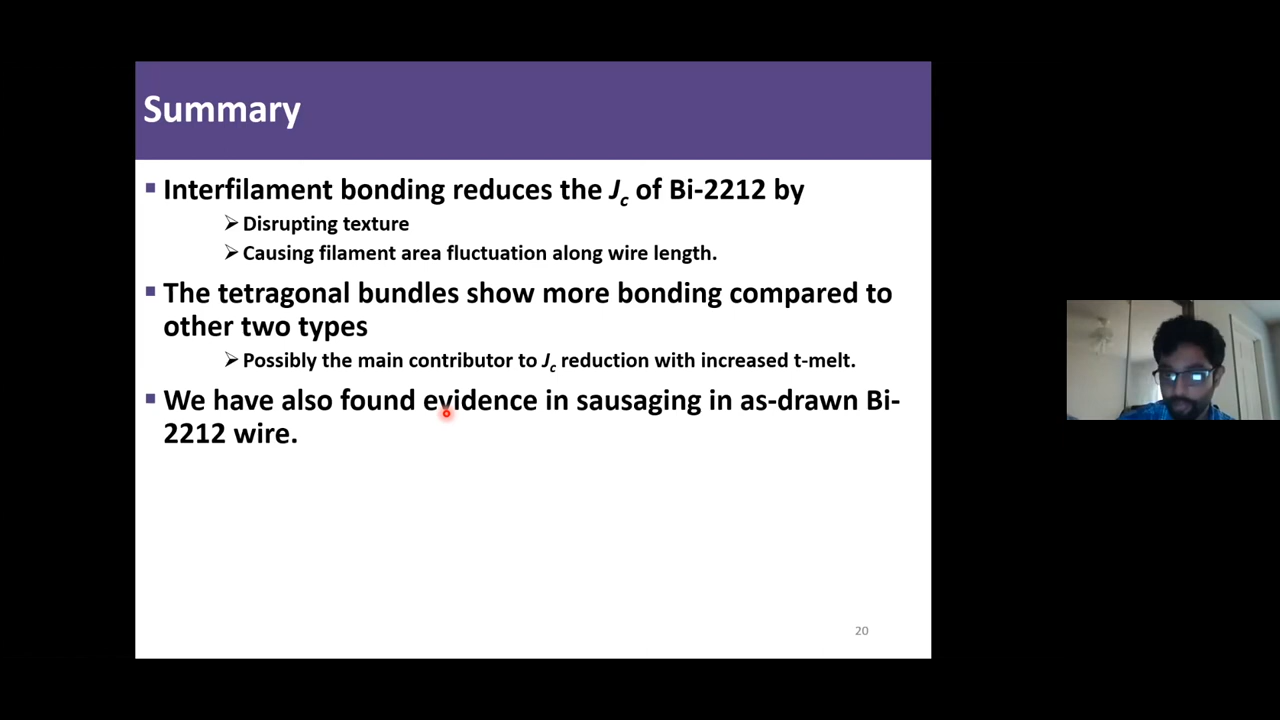 Summary
▪ Interfilament bonding reduces the Jc of Bi-2212 by
➢ Disrupting texture
➢ Causing filament area fluctuation along wire length.
▪ The tetragonal bundles show more bonding compared to
other two types
➢ Possibly the main contributor to Jc reduction with increased t-melt.
▪ We have also found evidence in sausaging in as-drawn Bi-
2212 wire.
20